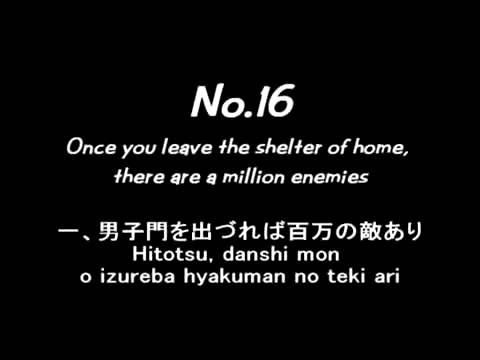 No.16
Once you leave the shelter of home,
there are a million enemies
一、男子門を出づれば百万の敵あり
Hitotsu, danshi mon
o izureba hyakuman no teki ari